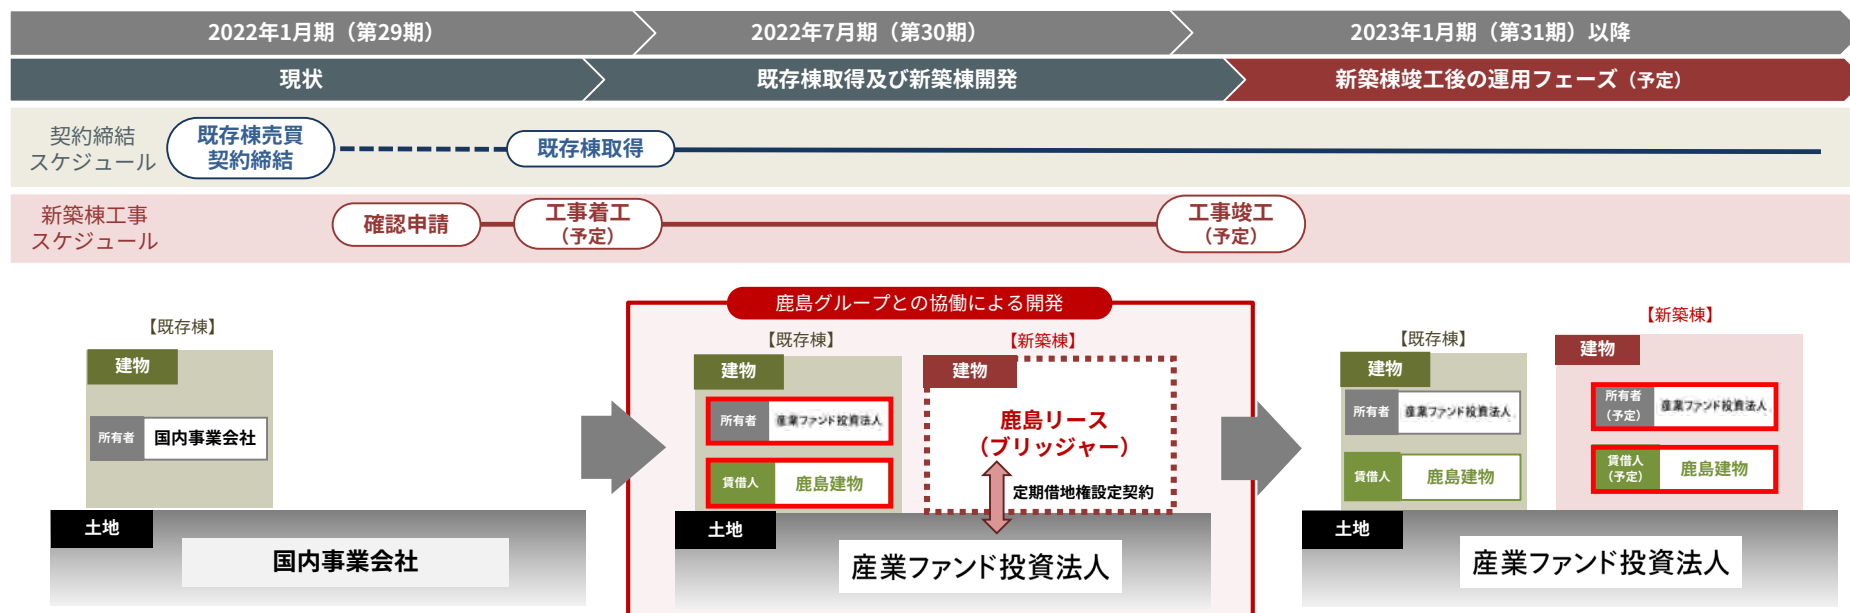 2022年1月期（第29期）
2022年7月期（第30期）
2023年1月期（第31期）以降
現状
既存棟取得及び新築棟開発
新築棟竣工後の運用フェーズ（予定）
契約締結
スケジュール
既存棟売買
契約締結
既存棟取得
新築棟工事
スケジュール
確認申請
工事着工
（予定）
工事竣工
（予定）
【既存棟】
建物
所有者
国内事業会社
土地
国内事業会社
鹿島グループとの協働による開発
【既存棟】
建物
所有者
産業ファンド投資法人
賃借人
鹿島建物
【新築棟】
建物
鹿島リース
（ブリッジャー）
定期借地権設定契約
土地
産業ファンド投資法人
【既存棟】
建物
所有者
産業ファンド投資法人
賃借人
鹿島建物
【新築棟】
建物
所有者
（予定）
産業ファンド投資法人
賃借人
（予定）
鹿島建物
土地
産業ファンド投資法人